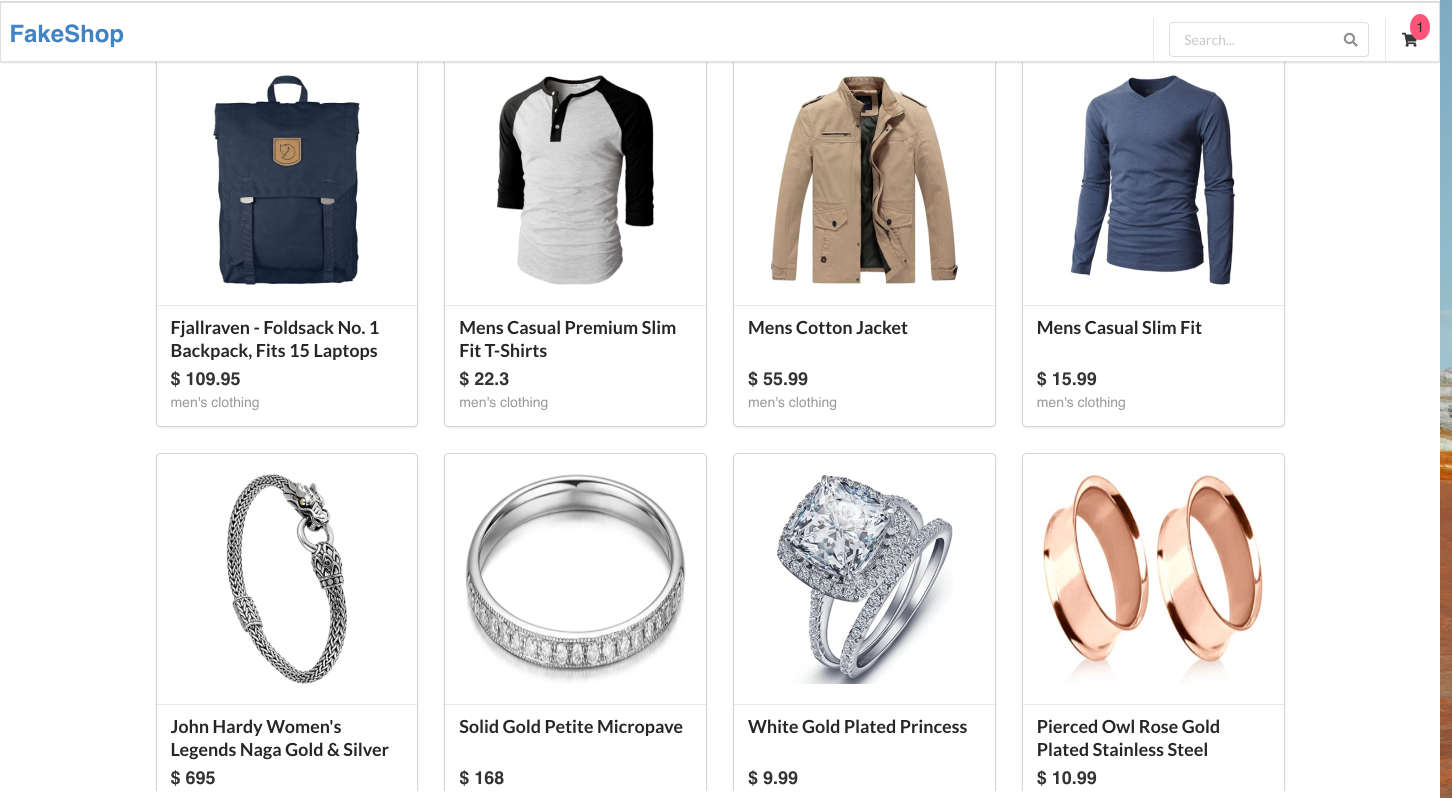 FakeShop
Search...
1
Fjallraven - Foldsack No. 1
Backpack, Fits 15 Laptops
$ 109.95
men's clothing
Mens Casual Premium Slim
Fit T-Shirts
$ 22.3
men's clothing
Mens Cotton Jacket
$ 55.99
men's clothing
Mens Casual Slim Fit
$ 15.99
men's clothing
John Hardy Women's
Legends Naga Gold & Silver
$ 695
Solid Gold Petite Micropave
$ 168
White Gold Plated Princess
$ 9.99
Pierced Owl Rose Gold
Plated Stainless Steel
$ 10.99